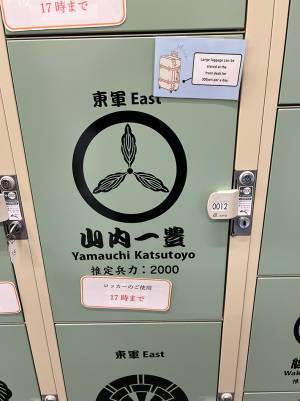 17時まで
Large luggage can be
stored at the
front desk for
300yen per a day.
東軍 East
0012
山内一豊
Yamauchi Katsutoyo
推定兵力：2000
ロッカーのご使用
17時まで
東軍 East
Wak